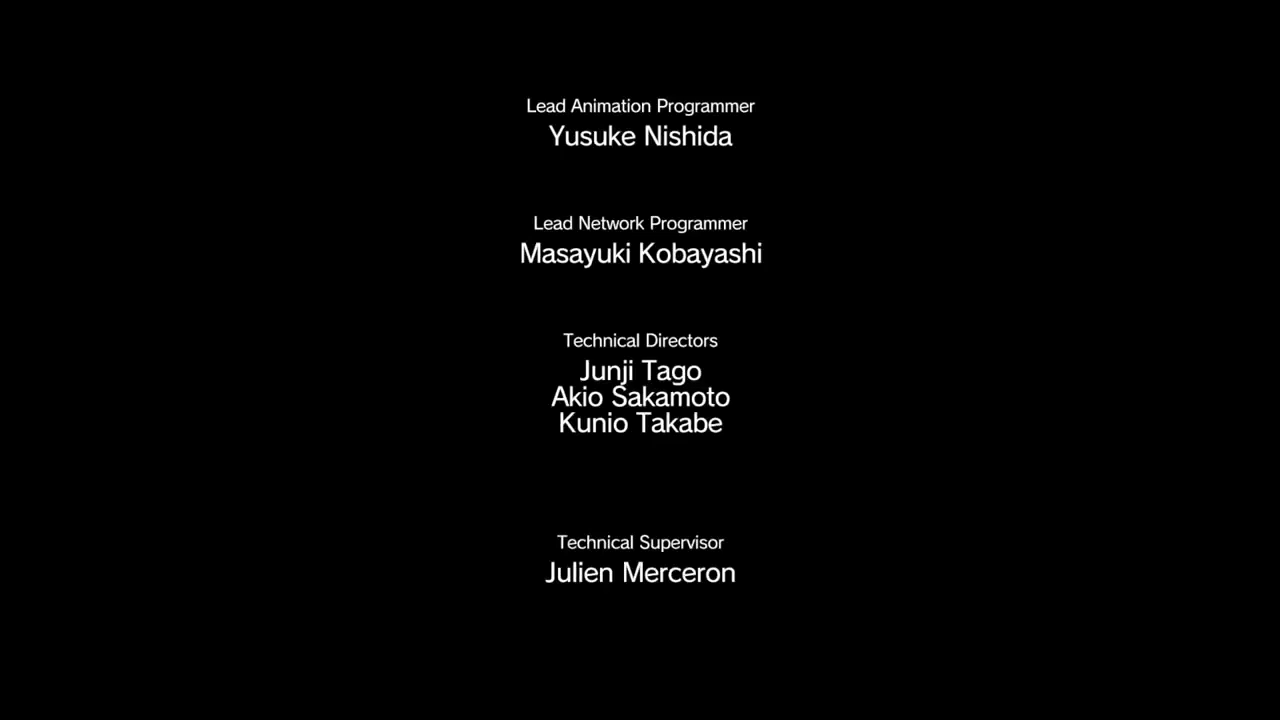 Lead Animation Programmer
Yusuke Nishida
Lead Network Programmer
Masayuki Kobayashi
Technical Directors
Junji Tago
Akio Sakamoto
Kunio Takabe
Technical Supervisor
Julien Merceron